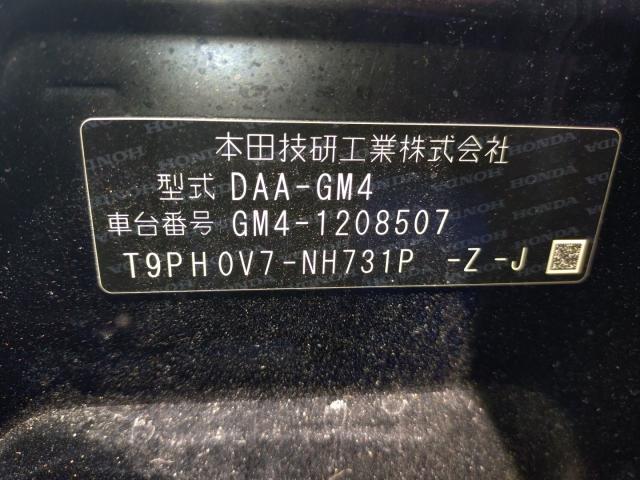 本田技研工業株式会社
型式 DAA-GM4
車台番号 GM4-1208507
T9PH0V7-NH731P -Z -J